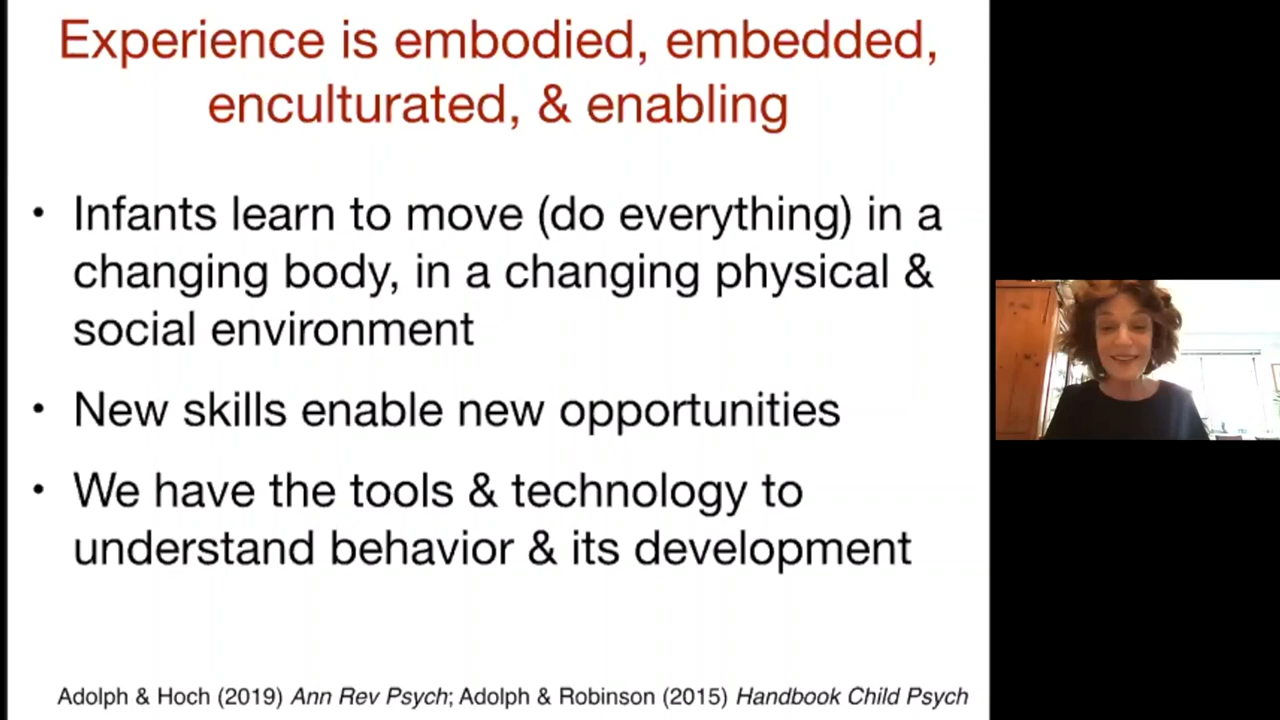 Experience is embodied, embedded,
enculturated, & enabling
• Infants learn to move (do everything) in a
changing body, in a changing physical &
social environment
• New skills enable new opportunities
• We have the tools & technology to
understand behavior & its development
Adolph & Hoch (2019) Ann Rev Psych; Adolph & Robinson (2015) Handbook Child Psych